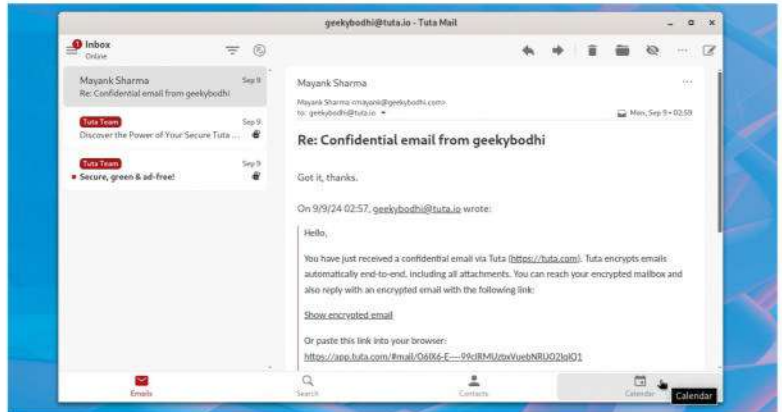 geekybodhi@tuta.io - Tuta Mail
1
Inbox
Online
Mayank Sharma
Sep 9
Re: Confidential email from geekybodhi
Tuta Team
Sep 9
Discover the Power of Your Secure Tuta ...
Tuta Team
Sep 9
Secure, green & ad-free!
Mayank Sharma
Mayank Sharma <mayank@geekybodhi.com>
to: geekybodhi@tuta.io
Mon, Sep 9 • 02:59
Re: Confidential email from geekybodhi
Got it, thanks.
On 9/9/24 02:57, geekybodhi@tuta.io wrote:
Hello,
You have just received a confidential email via Tuta (https://tuta.com). Tuta encrypts emails
automatically end-to-end, including all attachments. You can reach your encrypted mailbox and
also reply with an encrypted email with the following link:
Show encrypted email
Or paste this link into your browser:
Emails
Search
Contacts
Calendar
Calendar